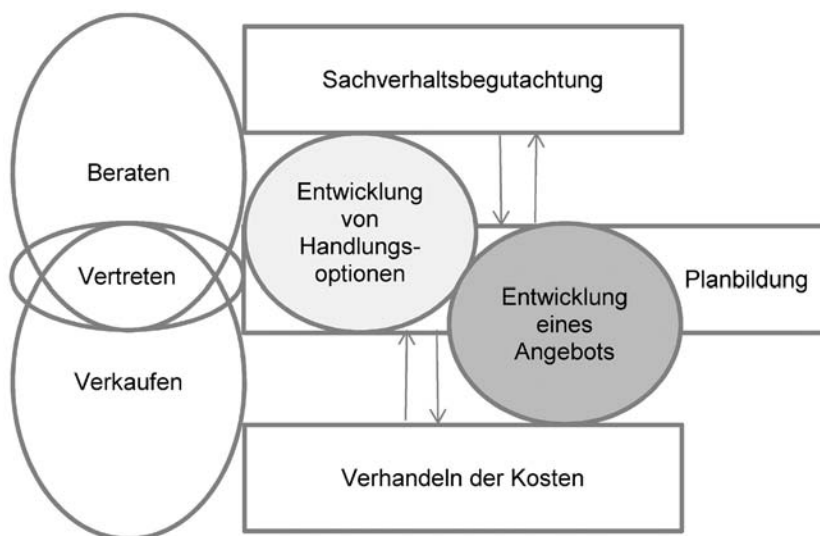 Sachverhaltsbegutachtung
Beraten
Entwicklung
von
Handlungs-
optionen
Vertreten
Entwicklung
eines
Angebots
Planbildung
Verkaufen
Verhandeln der Kosten